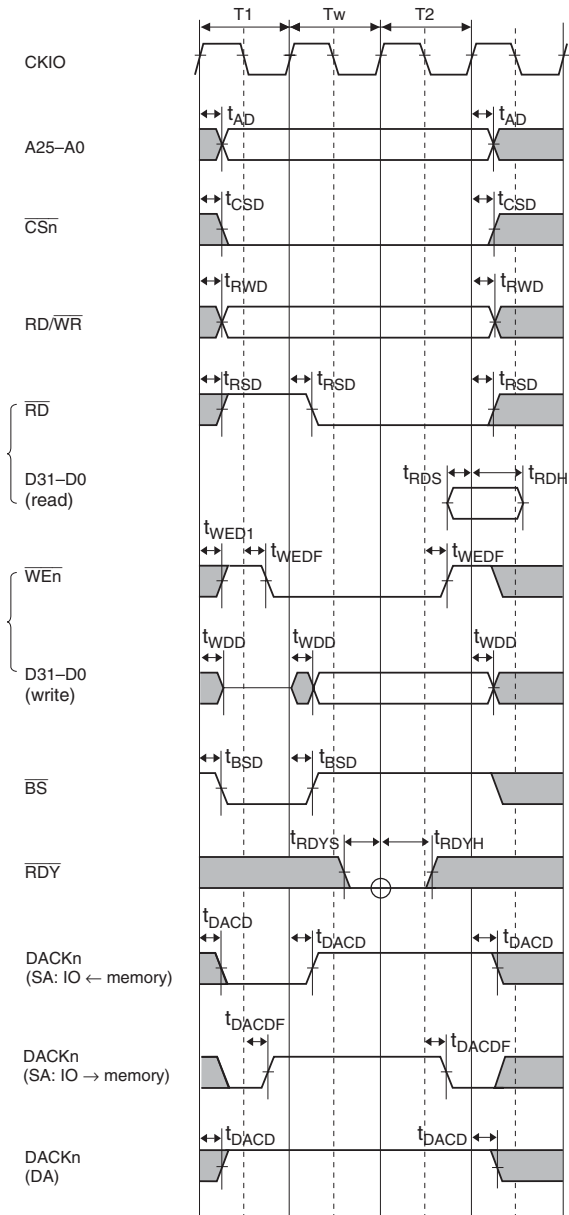 T1 Tw T2
CKIO
tAD tAD
A25–A0
tCSD tCSD
CSn
tRWD tRWD
RD/WR
tRSD tRSD tRSD
RD
tRDS tRDH
D31–D0
(read)
tWED1 tWEDF tWEDF
WEn
tWDD tWDD tWDD
D31–D0
(write)
tBSD tBSD
BS
tRDYS tRDYH
RDY
tDACD tDACD tDACD
DACKn
(SA: IO ← memory)
tDACDF tDACDF
DACKn
(SA: IO → memory)
tDACD tDACD
DACKn
(DA)